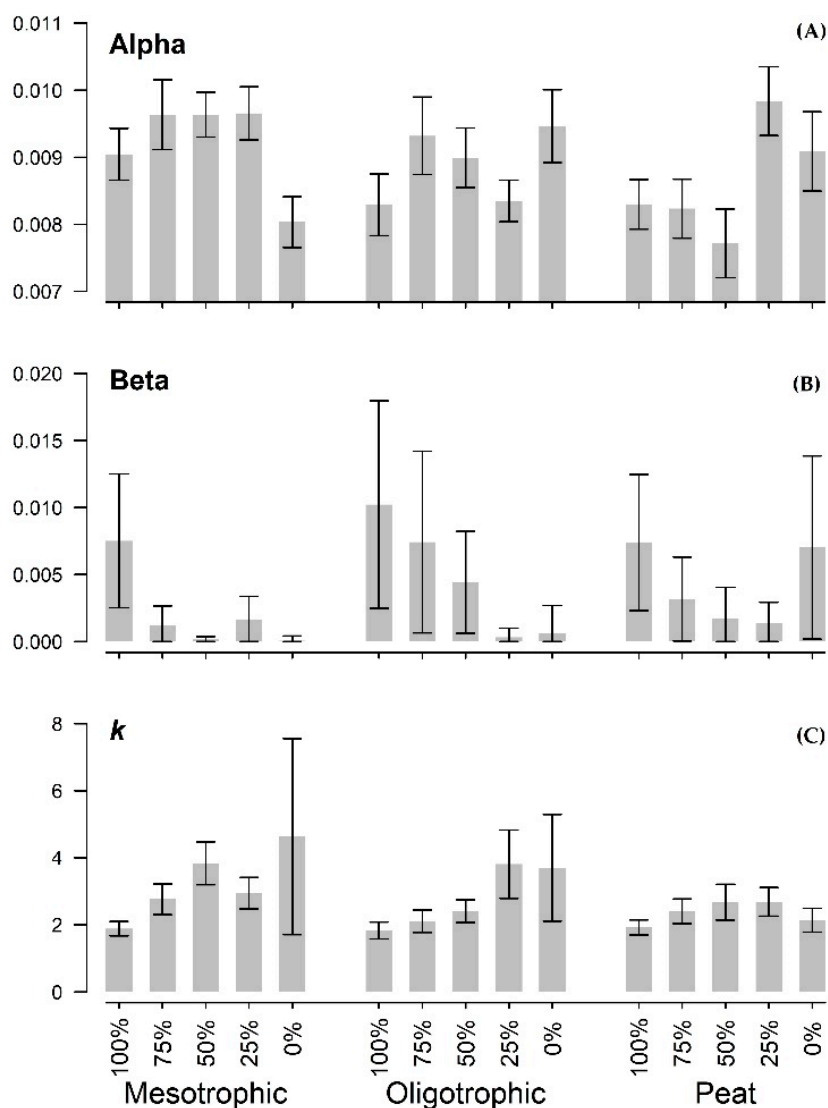 Alpha
(A)
0.011
0.010
0.009
0.008
0.007
Beta
(B)
0.020
0.015
0.010
0.005
0.000
k
(C)
8
6
4
2
0
100% 75% 50% 25% 0% 100% 75% 50% 25% 0% 100% 75% 50% 25% 0%
Mesotrophic Oligotrophic Peat